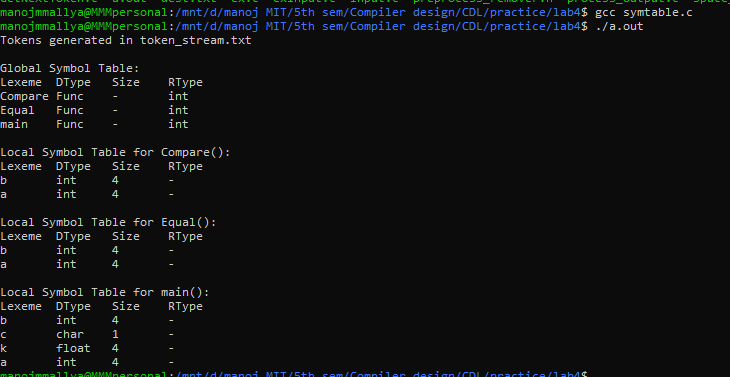 manojmmallya@MMMpersonal:/mnt/d/manoj MIT/5th sem/Compiler design/CDL/practice/lab4$ gcc symtable.c
manojmmallya@MMMpersonal:/mnt/d/manoj MIT/5th sem/Compiler design/CDL/practice/lab4$ ./a.out
Tokens generated in token_stream.txt

Global Symbol Table:
Lexeme  DType   Size    RType
Compare Func    -       int
Equal   Func    -       int
main    Func    -       int

Local Symbol Table for Compare():
Lexeme  DType   Size    RType
b       int     4       -
a       int     4       -

Local Symbol Table for Equal():
Lexeme  DType   Size    RType
b       int     4       -
a       int     4       -

Local Symbol Table for main():
Lexeme  DType   Size    RType
b       int     4       -
c       char    1       -
k       float   4       -
a       int     4       -
manojmmallya@MMMpersonal:/mnt/d/manoj MIT/5th sem/Compiler design/CDL/practice/lab4$